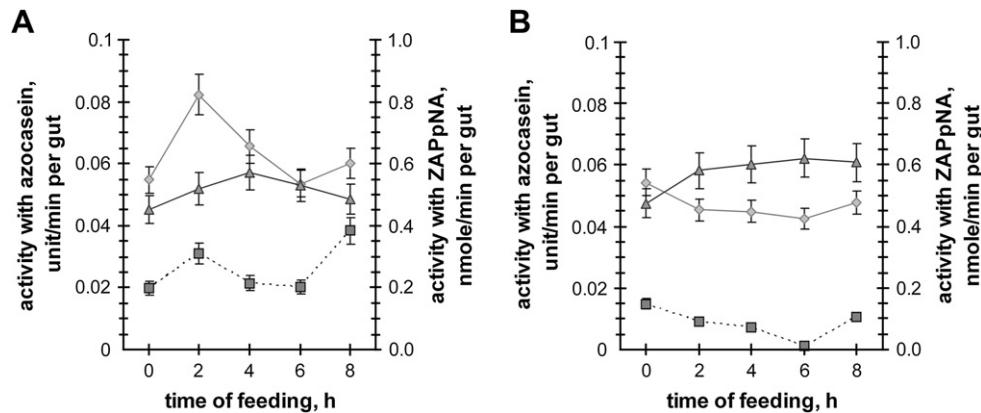 A
0.1
0.08
0.06
0.04
0.02
0
activity with azocasein,
unit/min per gut
1.0
0.8
0.6
0.4
0.2
0.0
activity with ZAPpNA,
nmole/min per gut
0 2 4 6 8
time of feeding, h
B
0.1
0.08
0.06
0.04
0.02
0
activity with azocasein,
unit/min per gut
1.0
0.8
0.6
0.4
0.2
0.0
activity with ZAPpNA,
nmole/min per gut
0 2 4 6 8
time of feeding, h